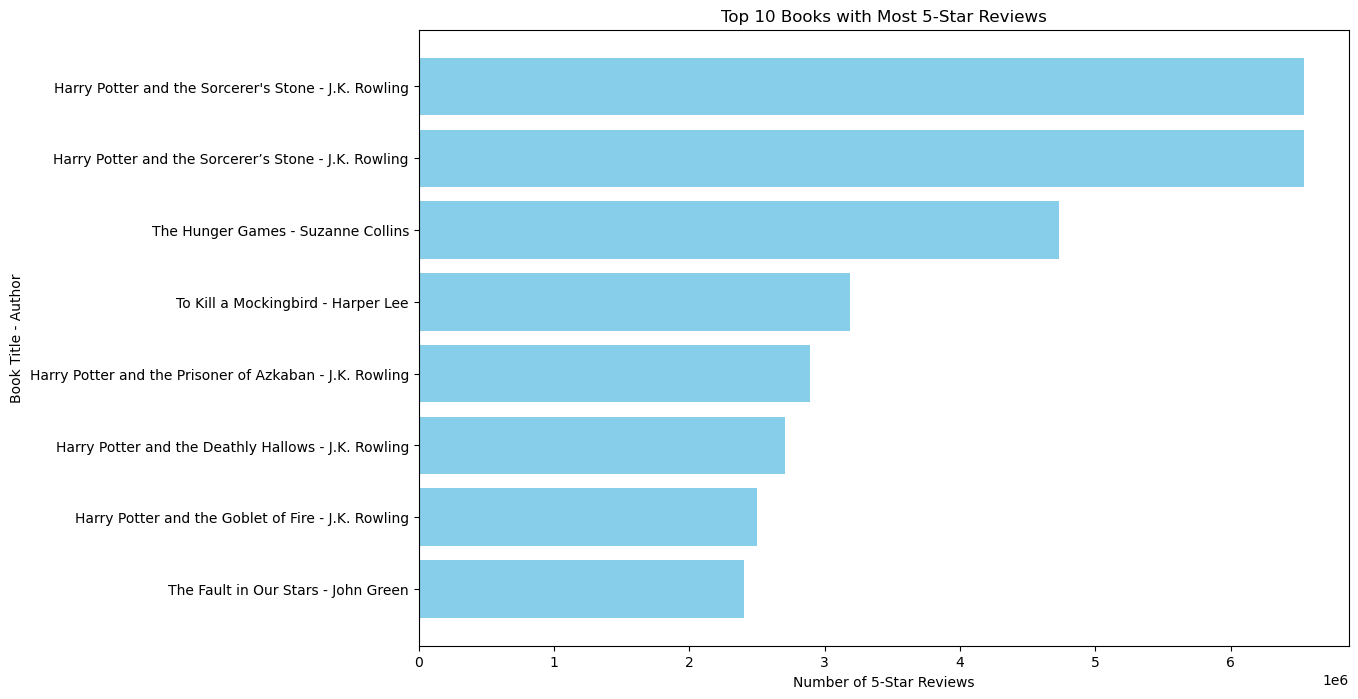 Top 10 Books with Most 5-Star Reviews
Book Title - Author
Harry Potter and the Sorcerer's Stone - J.K. Rowling
Harry Potter and the Sorcerer’s Stone - J.K. Rowling
The Hunger Games - Suzanne Collins
To Kill a Mockingbird - Harper Lee
Harry Potter and the Prisoner of Azkaban - J.K. Rowling
Harry Potter and the Deathly Hallows - J.K. Rowling
Harry Potter and the Goblet of Fire - J.K. Rowling
The Fault in Our Stars - John Green
0 1 2 3 4 5 6
1e6
Number of 5-Star Reviews